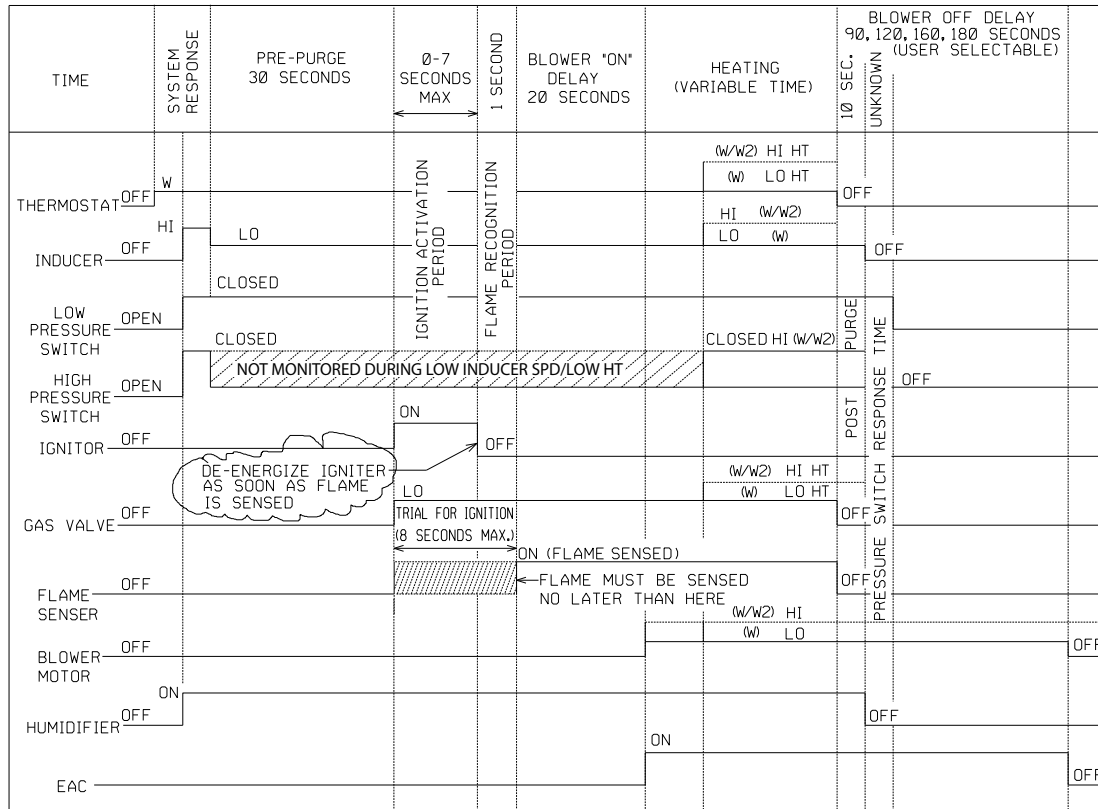 TIME
SYSTEM
RESPONSE
PRE-PURGE
30 SECONDS
Ø-7
SECONDS
MAX
1 SECOND
BLOWER "ON"
DELAY
20 SECONDS
HEATING
(VARIABLE TIME)
10 SEC.
UNKNOWN
BLOWER OFF DELAY
90,120,160,180 SECONDS
(USER SELECTABLE)
IGNITION ACTIVATION
PERIOD
FLAME RECOGNITION
PERIOD
POST PURGE
PRESSURE SWITCH RESPONSE TIME
THERMOSTAT
OFF
W
(W/W2) HI HT
(W) LO HT
OFF
INDUCER
OFF
HI
LO
HI (W/W2)
LO (W)
OFF
LOW
PRESSURE
SWITCH
OPEN
CLOSED
HIGH
PRESSURE
SWITCH
OPEN
CLOSED
NOT MONITORED DURING LOW INDUCER SPD/LOW HT
CLOSED HI (W/W2)
OFF
IGNITOR
OFF
ON
OFF
DE-ENERGIZE IGNITER
AS SOON AS FLAME
IS SENSED
GAS VALVE
OFF
LO
(W/W2) HI HT
(W) LO HT
OFF
TRIAL FOR IGNITION
(8 SECONDS MAX.)
FLAME
SENSER
OFF
ON (FLAME SENSED)
FLAME MUST BE SENSED
NO LATER THAN HERE
OFF
BLOWER
MOTOR
OFF
(W/W2) HI
(W) LO
OFF
HUMIDIFIER
OFF
ON
OFF
EAC
ON
OFF